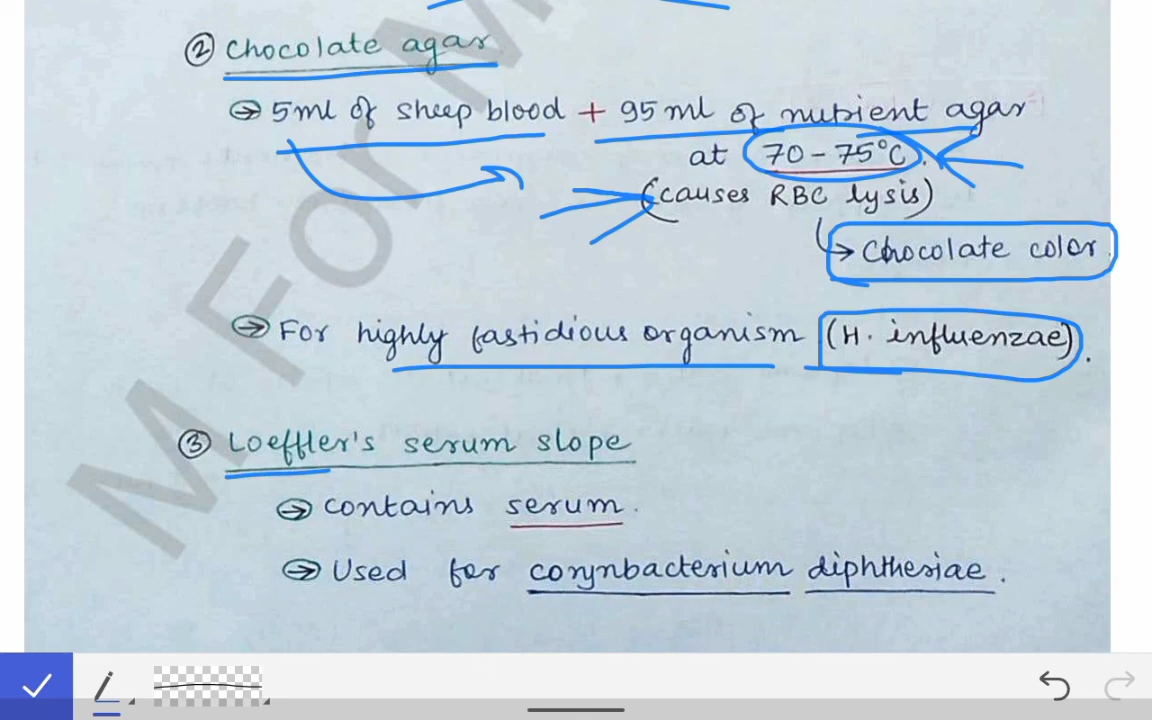 ② Chocolate agar
→ 5ml of sheep blood + 95 ml of nutrient agar
at 70 - 75°C.
(causes RBC lysis)
↳ Chocolate color.
→ For highly fastidious organism (H. influenzae).
③ Loeffler's serum slope
→ contains serum.
→ Used for corynbacterium diphtheriae.
M For M